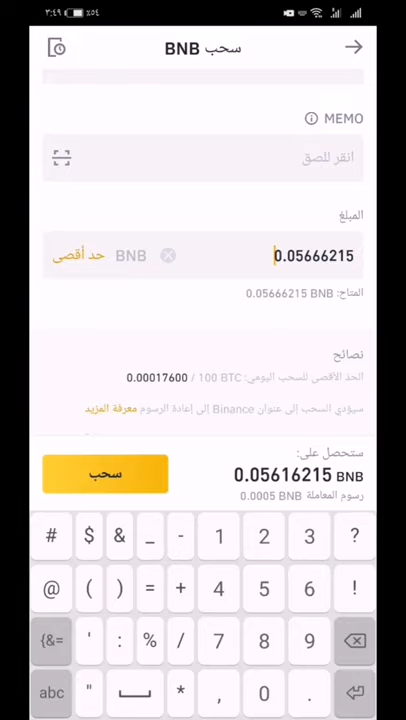 ٣:٤٩ ٥٤٪
سحب BNB
MEMO
انقر للصق
المبلغ
0.05666215 BNB حد أقصى
المتاح: 0.05666215 BNB
نصائح
الحد الأقصى للسحب اليومي: 0.00017600 / 100 BTC
سيؤدي السحب إلى عنوان Binance إلى إعادة الرسوم معرفة المزيد
ستحصل على:
0.05616215 BNB
رسوم المعاملة 0.0005 BNB
سحب
# $ & _ - 1 2 3 ?
@ ( ) = + 4 5 6 !
{&= ' : % / 7 8 9
abc " * , 0 .